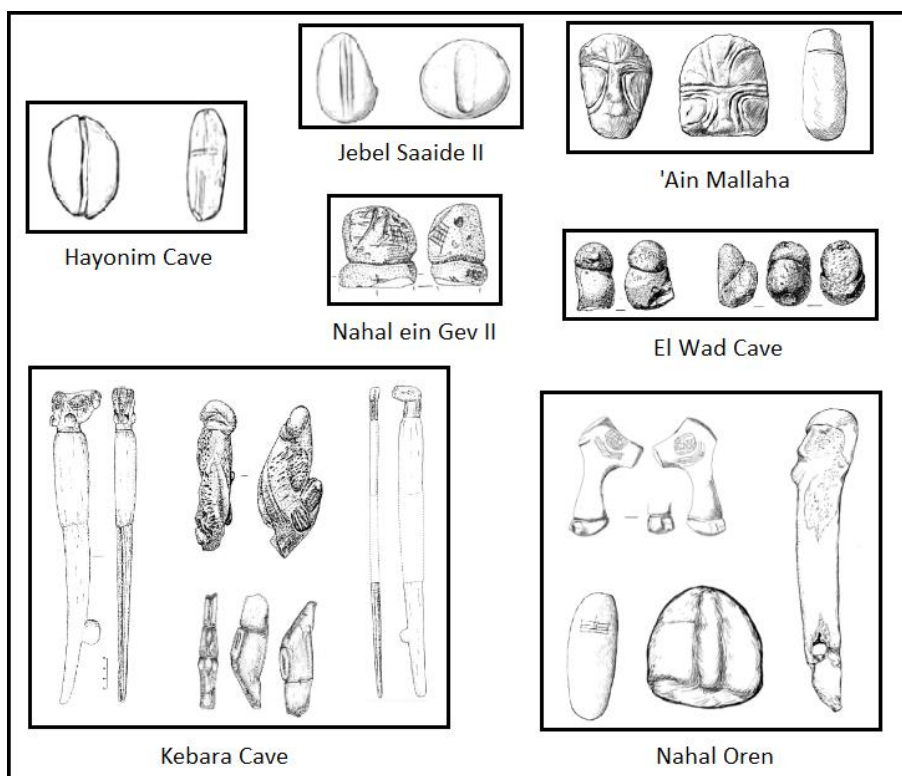 Jebel Saaide II
'Ain Mallaha
Hayonim Cave
Nahal ein Gev II
El Wad Cave
Kebara Cave
Nahal Oren